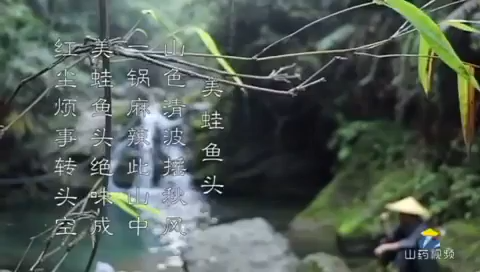 美蛙鱼头
山色清波摇秋风
一锅麻辣此山中
美蛙鱼头绝味成
红尘烦事转头空
山药视频